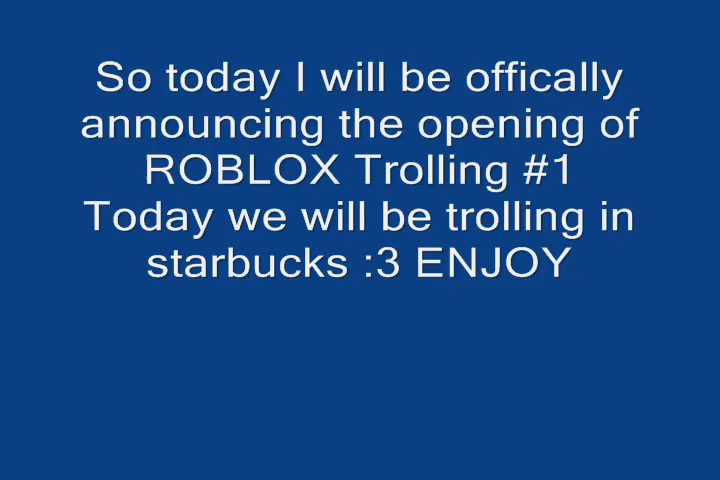 So today I will be offically
announcing the opening of
ROBLOX Trolling #1
Today we will be trolling in
starbucks :3 ENJOY